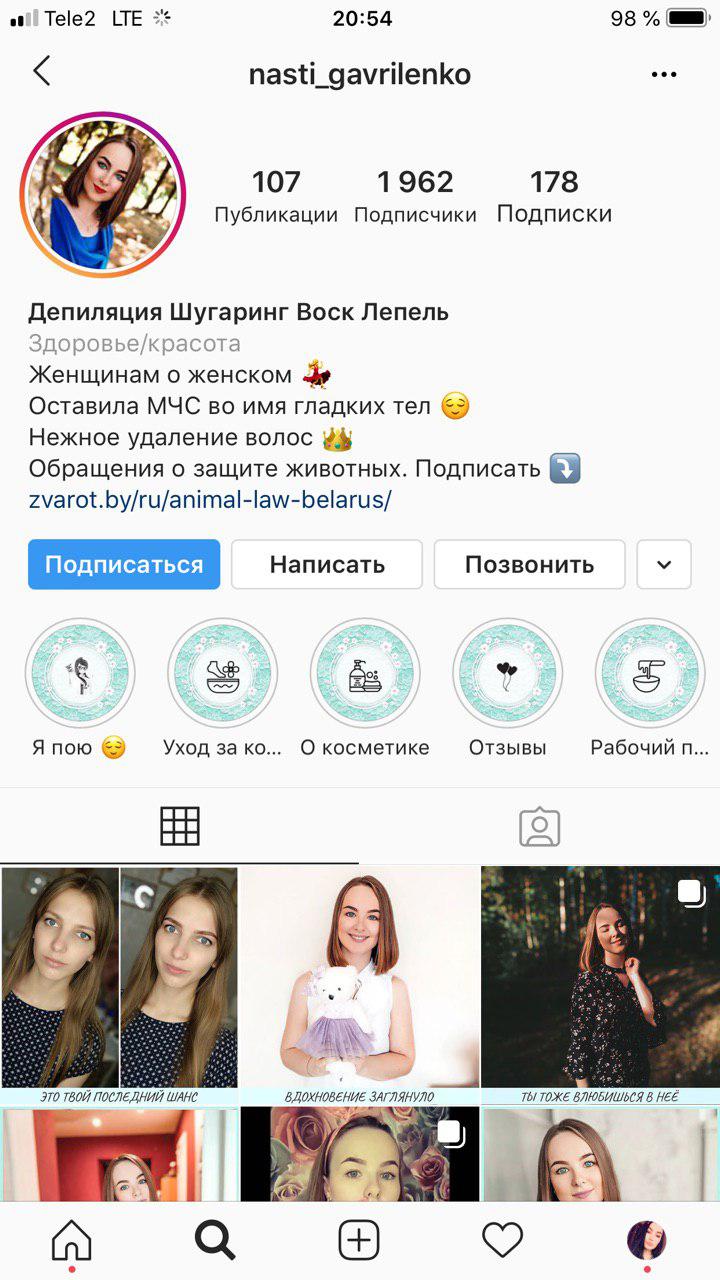 Tele2 LTE 20:54 98 %
nasti_gavrilenko
107 1 962 178
Публикации Подписчики Подписки
Депиляция Шугаринг Воск Лепель
Здоровье/красота
Женщинам о женском 💃
Оставила МЧС во имя гладких тел 😌
Нежное удаление волос 👑
Обращения о защите животных. Подписать ⤵️
zvarot.by/ru/animal-law-belarus/
Подписаться Написать Позвонить
Я пою 😌 Уход за ко... О косметике Отзывы Рабочий п...
ЭТО ТВОЙ ПОСЛЕДНИЙ ШАНС ВДОХНОВЕНИЕ ЗАГЛЯНУЛО ТЫ ТОЖЕ ВЛЮБИШЬСЯ В НЕЁ